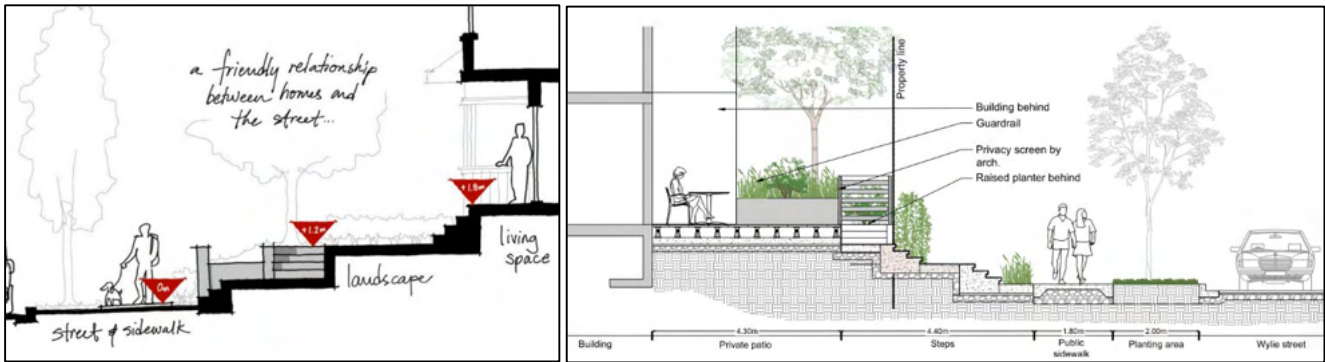 a friendly relationship
between homes and
the street...
+1.8m
+1.2m
0m
living
space
landscape
street & sidewalk
Property line
Building behind
Guardrail
Privacy screen by
arch.
Raised planter behind
4.30m
4.40m
1.80m
2.00m
Building
Private patio
Steps
Public
sidewalk
Planting area
Wylie street